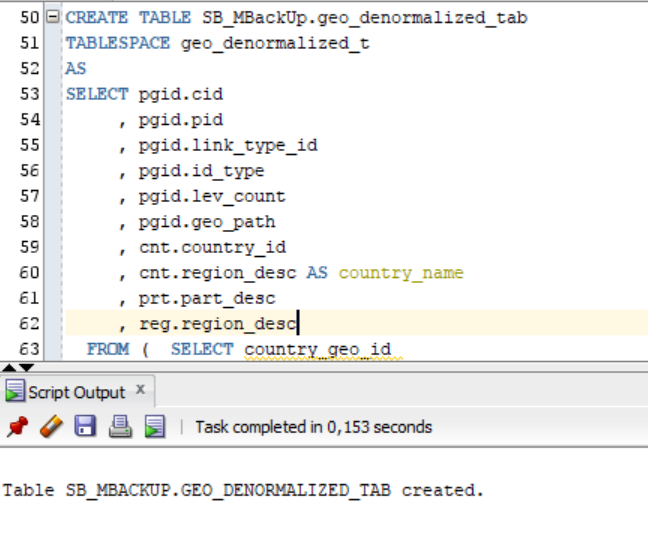 50 CREATE TABLE SB_MBackUp.geo_denormalized_tab
51 TABLESPACE geo_denormalized_t
52 AS
53 SELECT pgid.cid
54 , pgid.pid
55 , pgid.link_type_id
56 , pgid.id_type
57 , pgid.lev_count
58 , pgid.geo_path
59 , cnt.country_id
60 , cnt.region_desc AS country_name
61 , prt.part_desc
62 , reg.region_desc
63 FROM ( SELECT country_geo_id
Script Output x
Task completed in 0,153 seconds
Table SB_MBACKUP.GEO_DENORMALIZED_TAB created.